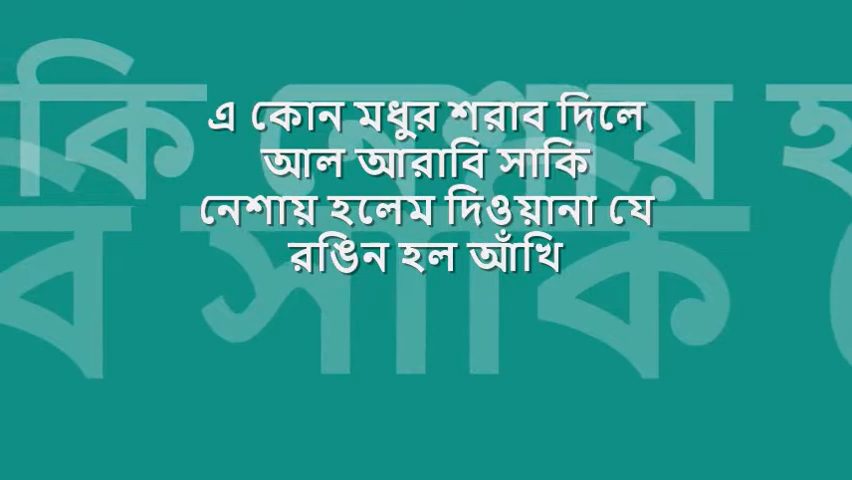 এ কোন মধুর শরাব দিলে
আল আরাবি সাকি
নেশায় হলেম দিওয়ানা যে
রঙিন হল আঁখি